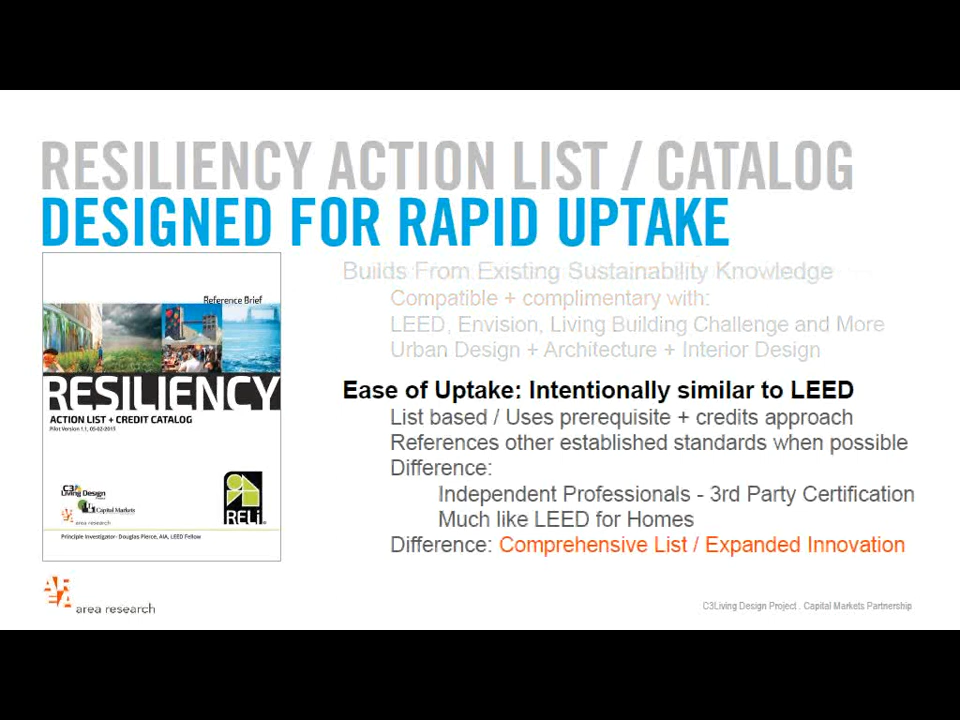 RESILIENCY ACTION LIST / CATALOG
DESIGNED FOR RAPID UPTAKE
Reference Brief
RESILIENCY
ACTION LIST + CREDIT CATALOG
Pilot Version 1.1, 05-02-2013
C3
Living Design
Project
Capital Markets
area research
RELi
Principle Investigator- Douglas Pierce, AIA, LEED Fellow
Builds From Existing Sustainability Knowledge
Compatible + complimentary with:
LEED, Envision, Living Building Challenge and More
Urban Design + Architecture + Interior Design
Ease of Uptake: Intentionally similar to LEED
List based / Uses prerequisite + credits approach
References other established standards when possible
Difference:
Independent Professionals - 3rd Party Certification
Much like LEED for Homes
Difference: Comprehensive List / Expanded Innovation
AREA area research
C3Living Design Project . Capital Markets Partnership